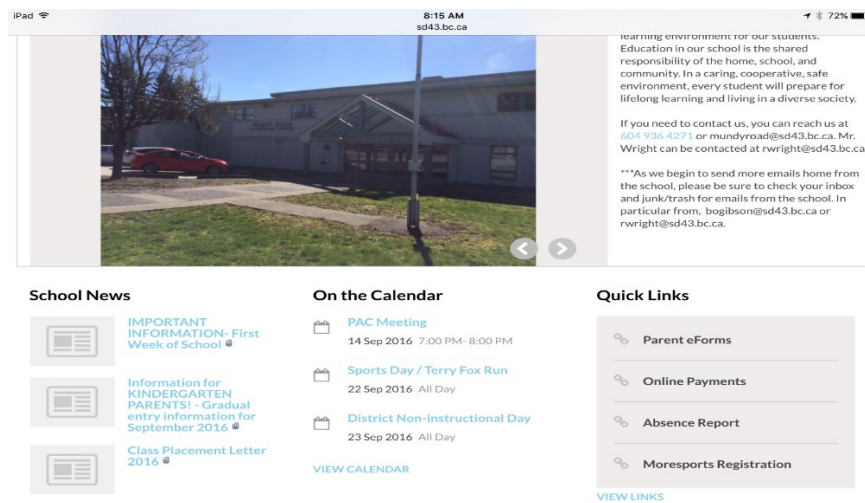 iPad
8:15 AM
72%
sd43.bc.ca
learning environment for our students.
Education in our school is the shared
responsibility of the home, school, and
community. In a caring, cooperative, safe
environment, every student will prepare for
lifelong learning and living in a diverse society.
If you need to contact us, you can reach us at
604 936 4271 or mundyroad@sd43.bc.ca. Mr.
Wright can be contacted at rwright@sd43.bc.ca
***As we begin to send more emails home from
the school, please be sure to check your inbox
and junk/trash for emails from the school. In
particular from, bogibson@sd43.bc.ca or
rwright@sd43.bc.ca.
School News
IMPORTANT
INFORMATION- First
Week of School
Information for
KINDERGARTEN
PARENTS! - Gradual
entry information for
September 2016
Class Placement Letter
2016
On the Calendar
PAC Meeting
14 Sep 2016 7:00 PM- 8:00 PM
Sports Day / Terry Fox Run
22 Sep 2016 All Day
District Non-instructional Day
23 Sep 2016 All Day
VIEW CALENDAR
Quick Links
Parent eForms
Online Payments
Absence Report
Moresports Registration
VIEW LINKS